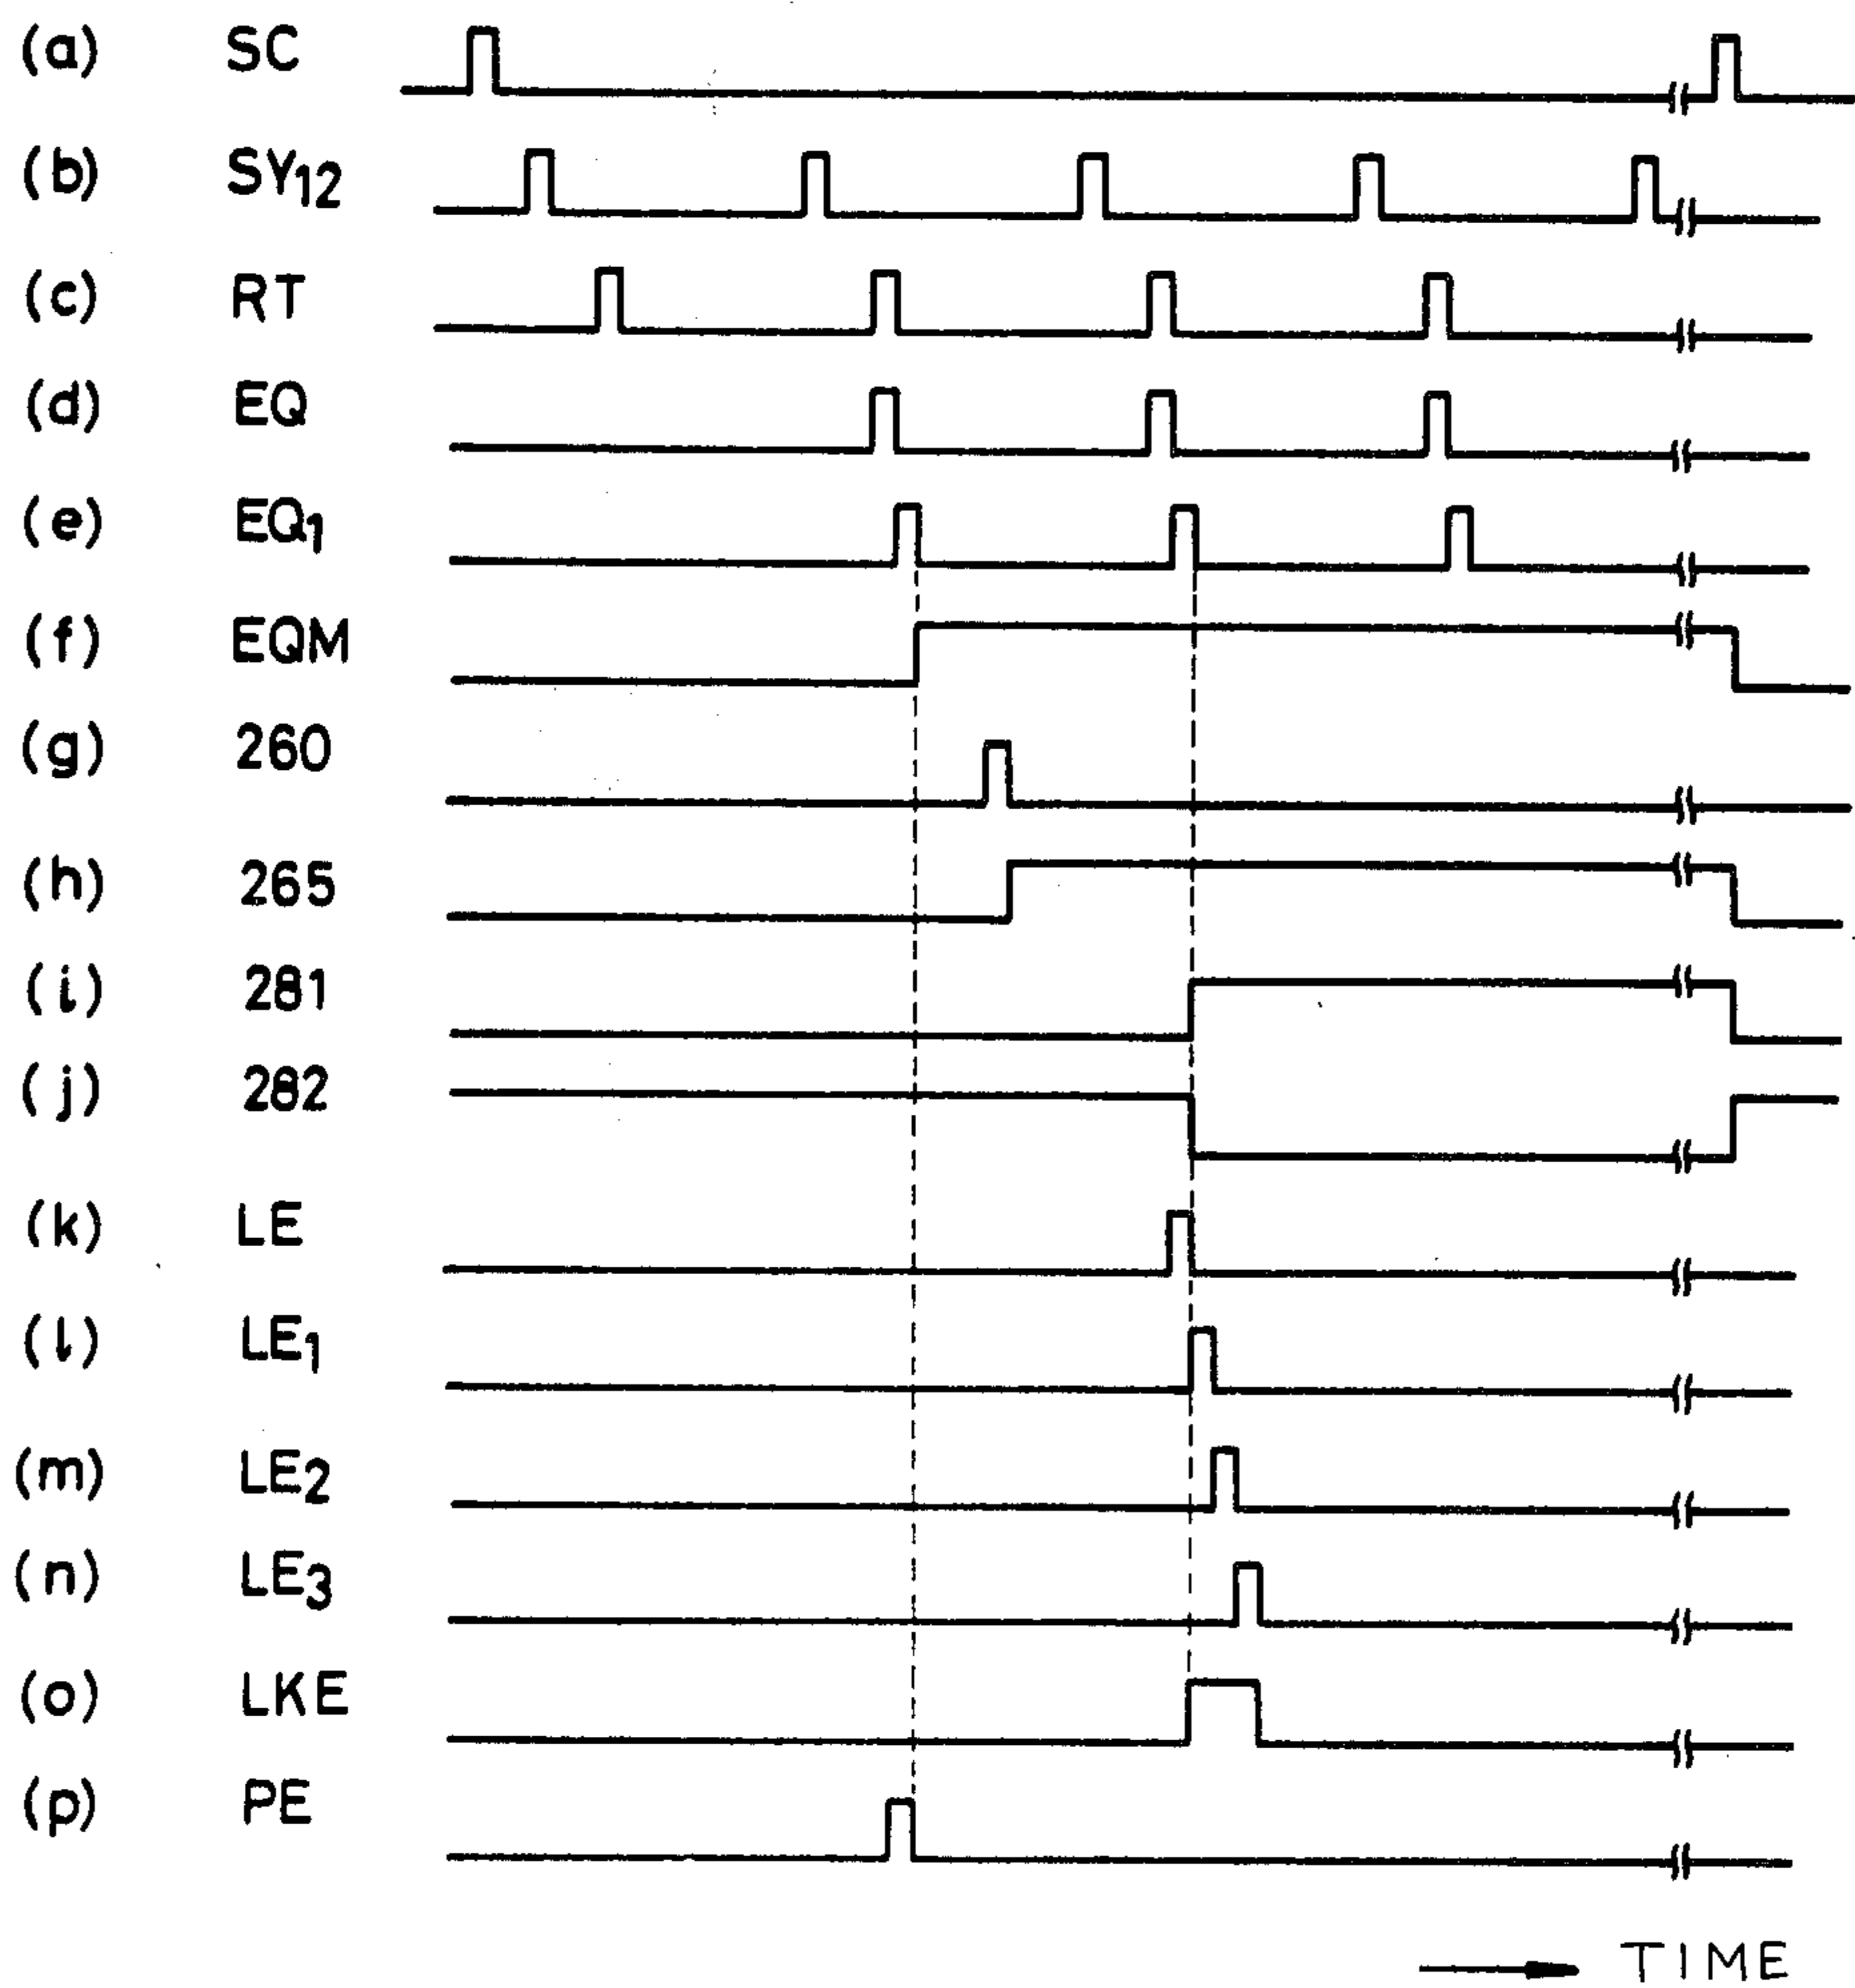 (a) SC
(b) SY12
(c) RT
(d) EQ
(e) EQ1
(f) EQM
(g) 260
(h) 265
(i) 281
(j) 282
(k) LE
(l) LE1
(m) LE2
(n) LE3
(o) LKE
(p) PE
TIME